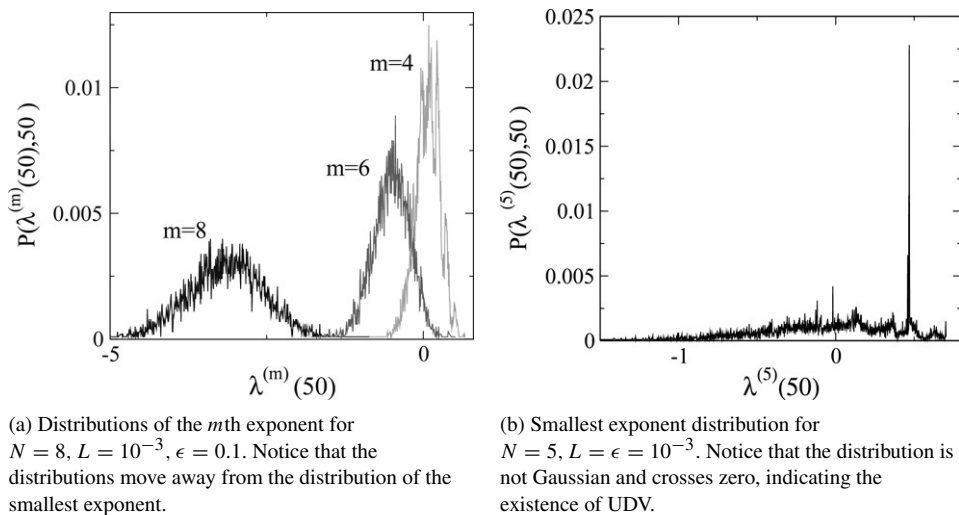 m=4
m=6
m=8
0.01
0.005
0
-5
0
P(λ^(m)(50),50 )
λ^(m) (50)
0.025
0.02
0.015
0.01
0.005
0
-1
0
P(λ^(5)(50),50 )
λ^(5)(50)
(a) Distributions of the mth exponent for
N = 8, L = 10^−3, ϵ = 0.1. Notice that the
distributions move away from the distribution of the
smallest exponent.
(b) Smallest exponent distribution for
N = 5, L = ϵ = 10^−3. Notice that the distribution is
not Gaussian and crosses zero, indicating the
existence of UDV.